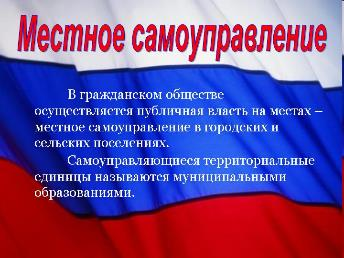 Местное самоуправление
В гражданском обществе
осуществляется публичная власть на местах –
местное самоуправление в городских и
сельских поселениях.
Самоуправляющиеся территориальные
единицы называются муниципальными
образованиями.